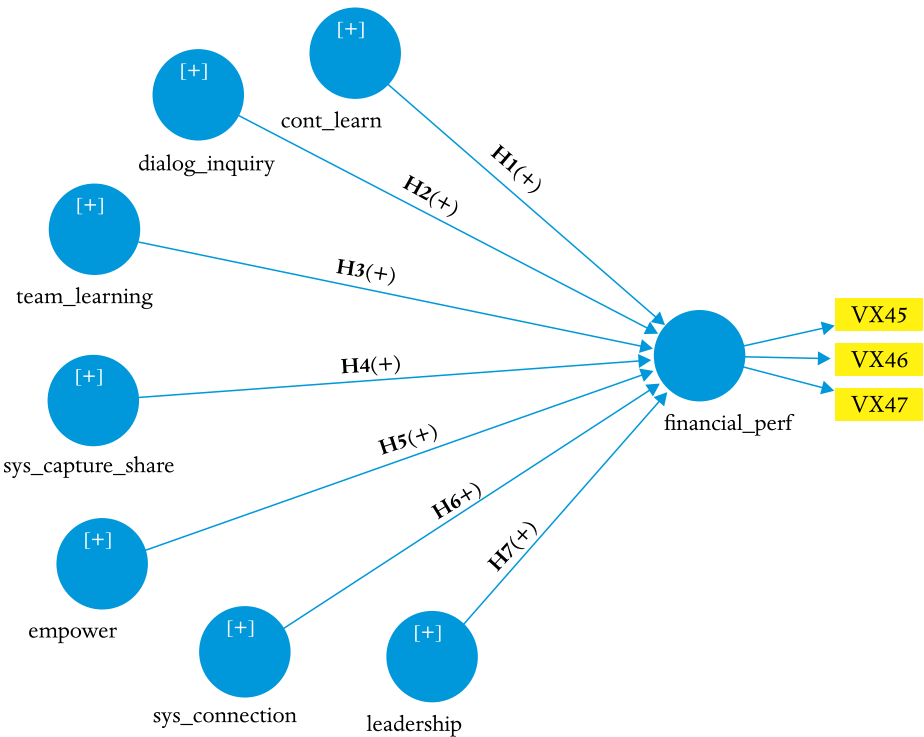 [+]
cont_learn
[+]
dialog_inquiry
[+]
team_learning
[+]
sys_capture_share
[+]
empower
[+]
sys_connection
[+]
leadership
H1(+)
H2(+)
H3(+)
H4(+)
H5(+)
H6+)
H7(+)
financial_perf
VX45
VX46
VX47